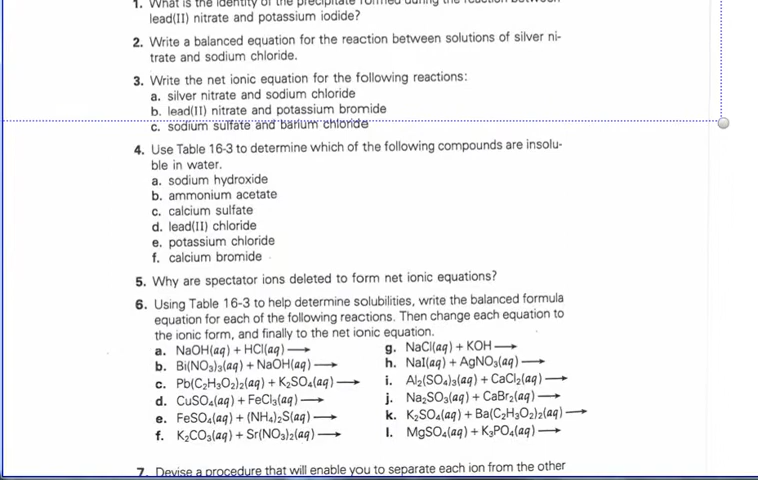 1. What is the identity of the precipitate formed during the reaction between
lead(II) nitrate and potassium iodide?
2. Write a balanced equation for the reaction between solutions of silver ni-
trate and sodium chloride.
3. Write the net ionic equation for the following reactions:
a. silver nitrate and sodium chloride
b. lead(II) nitrate and potassium bromide
c. sodium sulfate and barium chloride
4. Use Table 16-3 to determine which of the following compounds are insolu-
ble in water.
a. sodium hydroxide
b. ammonium acetate
c. calcium sulfate
d. lead(II) chloride
e. potassium chloride
f. calcium bromide
5. Why are spectator ions deleted to form net ionic equations?
6. Using Table 16-3 to help determine solubilities, write the balanced formula
equation for each of the following reactions. Then change each equation to
the ionic form, and finally to the net ionic equation.
a. NaOH(aq) + HCl(aq) ⟶
b. Bi(NO₃)₃(aq) + NaOH(aq) ⟶
c. Pb(C₂H₃O₂)₂(aq) + K₂SO₄(aq) ⟶
d. CuSO₄(aq) + FeCl₃(aq) ⟶
e. FeSO₄(aq) + (NH₄)₂S(aq) ⟶
f. K₂CO₃(aq) + Sr(NO₃)₂(aq) ⟶
g. NaCl(aq) + KOH ⟶
h. NaI(aq) + AgNO₃(aq) ⟶
i. Al₂(SO₄)₃(aq) + CaCl₂(aq) ⟶
j. Na₂SO₃(aq) + CaBr₂(aq) ⟶
k. K₂SO₄(aq) + Ba(C₂H₃O₂)₂(aq) ⟶
l. MgSO₄(aq) + K₃PO₄(aq) ⟶
7. Devise a procedure that will enable you to separate each ion from the other